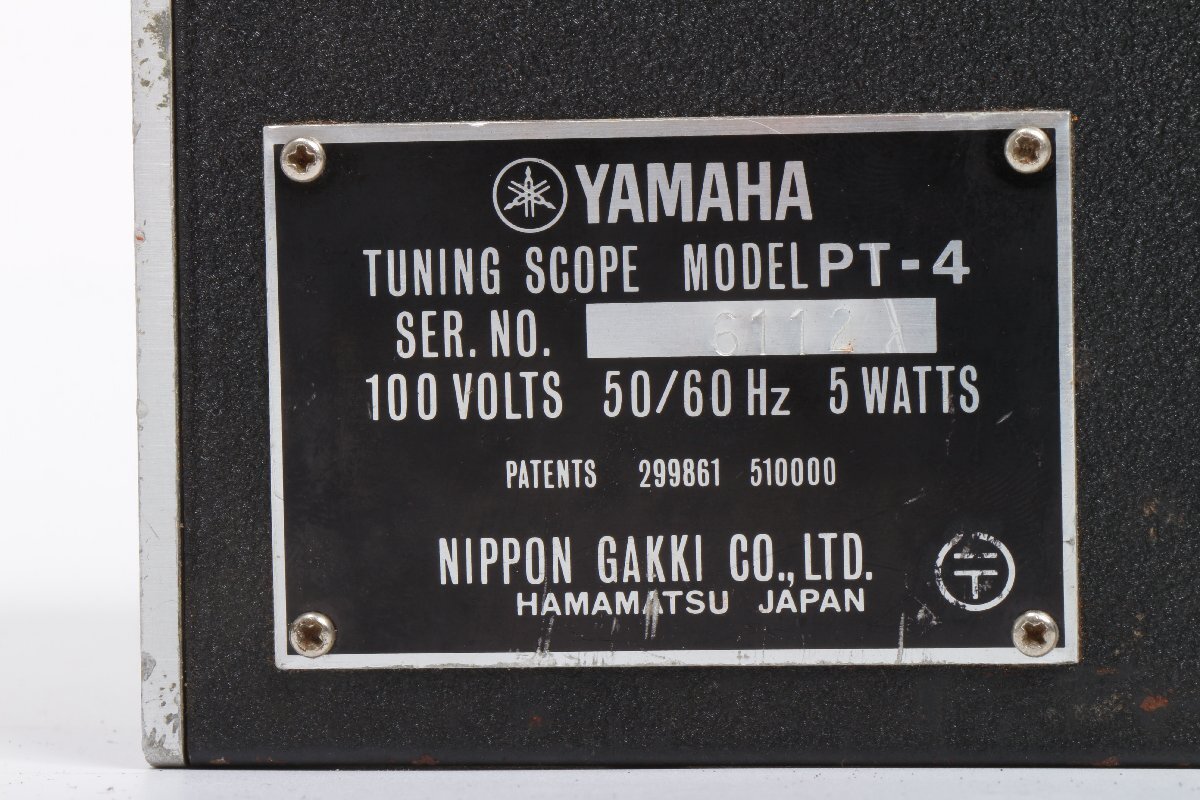 YAMAHA
TUNING SCOPE MODEL PT-4
SER. NO. 6112
100 VOLTS 50/60 Hz 5 WATTS
PATENTS 299861 510000
NIPPON GAKKI CO., LTD.
HAMAMATSU JAPAN